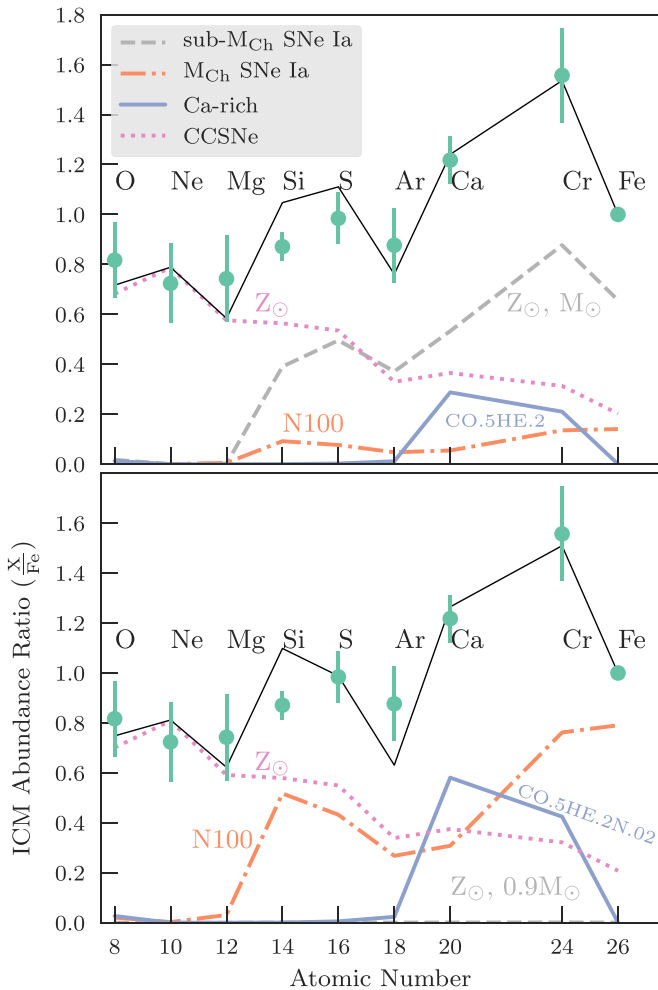 1.8
1.6
1.4
1.2
1.0
0.8
0.6
0.4
0.2
0.0
sub-M_Ch SNe Ia
M_Ch SNe Ia
Ca-rich
CCSNe
O Ne Mg Si S Ar Ca Cr Fe
Z⊙
Z⊙, M⊙
N100
CO.5HE.2
1.6
1.4
1.2
1.0
0.8
0.6
0.4
0.2
0.0
O Ne Mg Si S Ar Ca Cr Fe
Z⊙
N100
CO.5HE.2N.02
Z⊙, 0.9M⊙
8 10 12 14 16 18 20 24 26
Atomic Number
ICM Abundance Ratio (X/Fe)